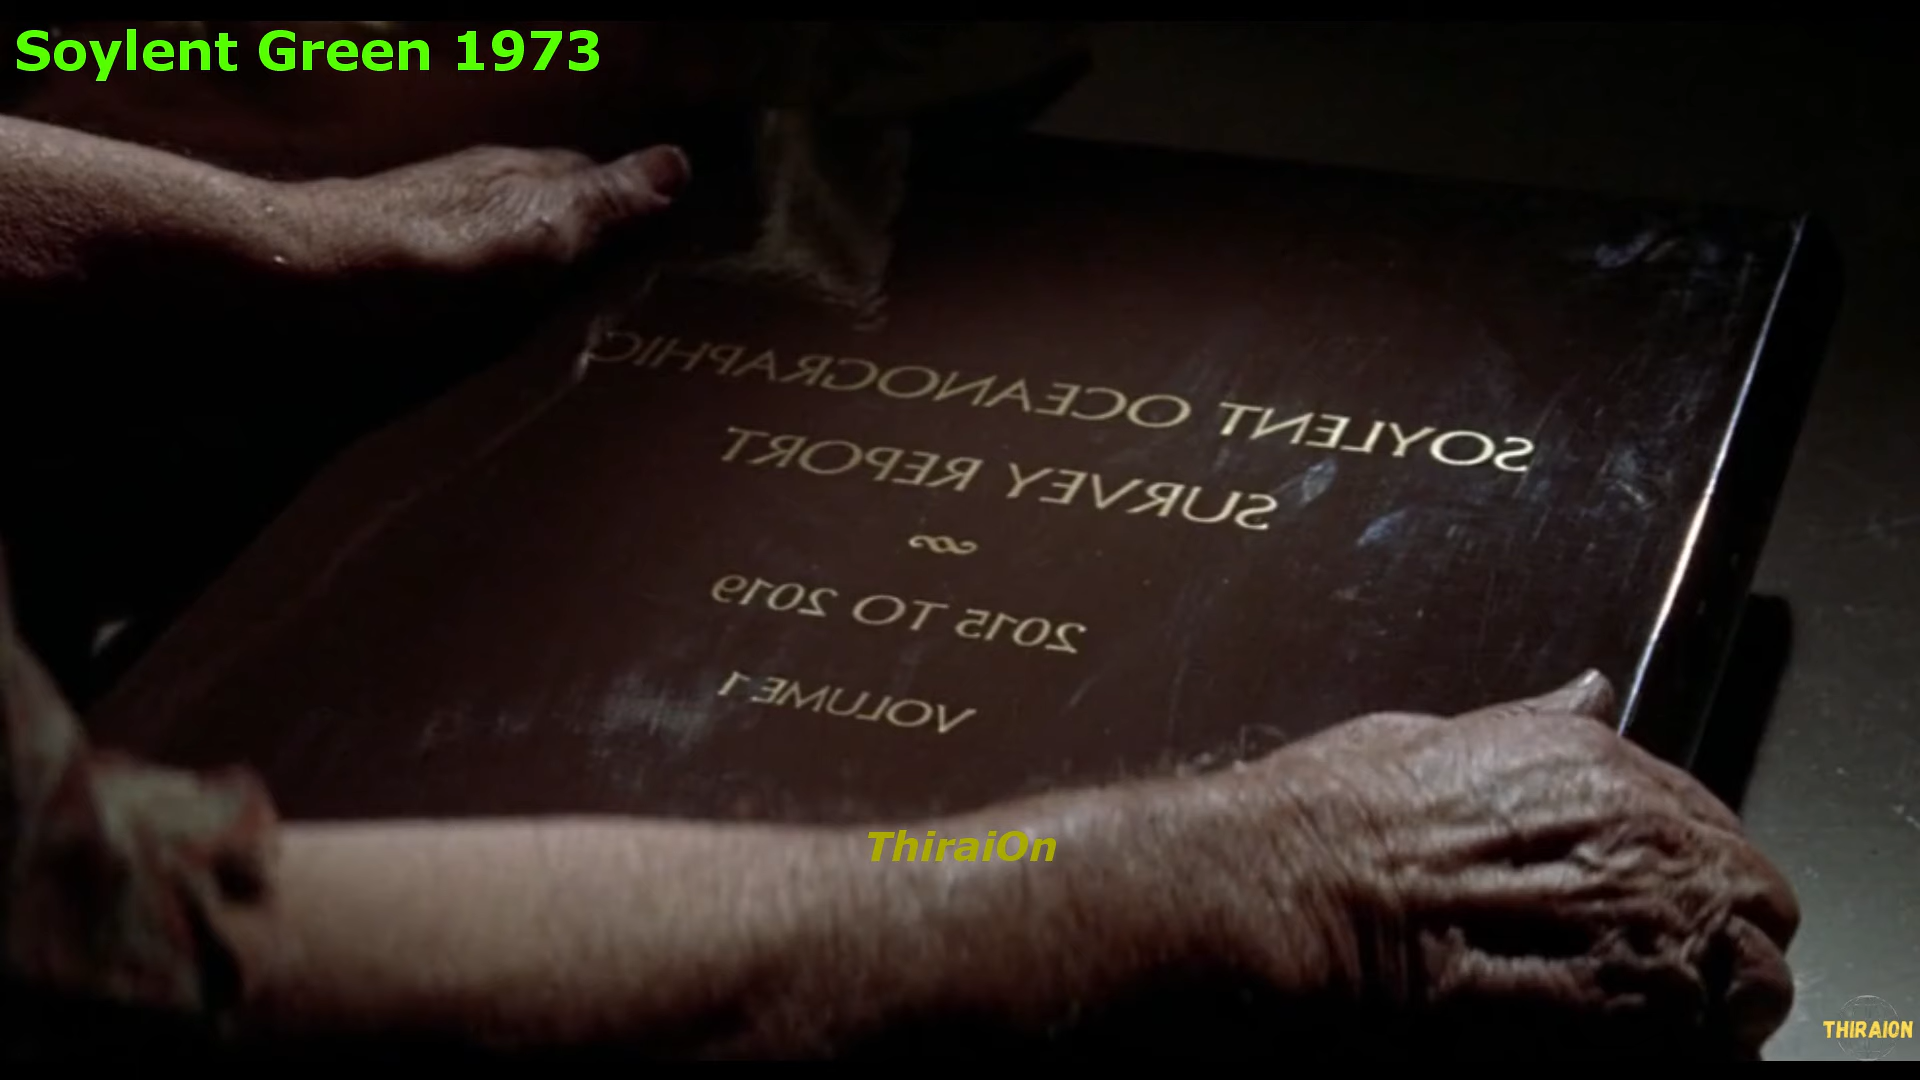 Soylent Green 1973
SOYLENT OCEANOGRAPHIC
SURVEY REPORT
2015 TO 2019
VOLUME 1
ThiraiOn
THIRAION